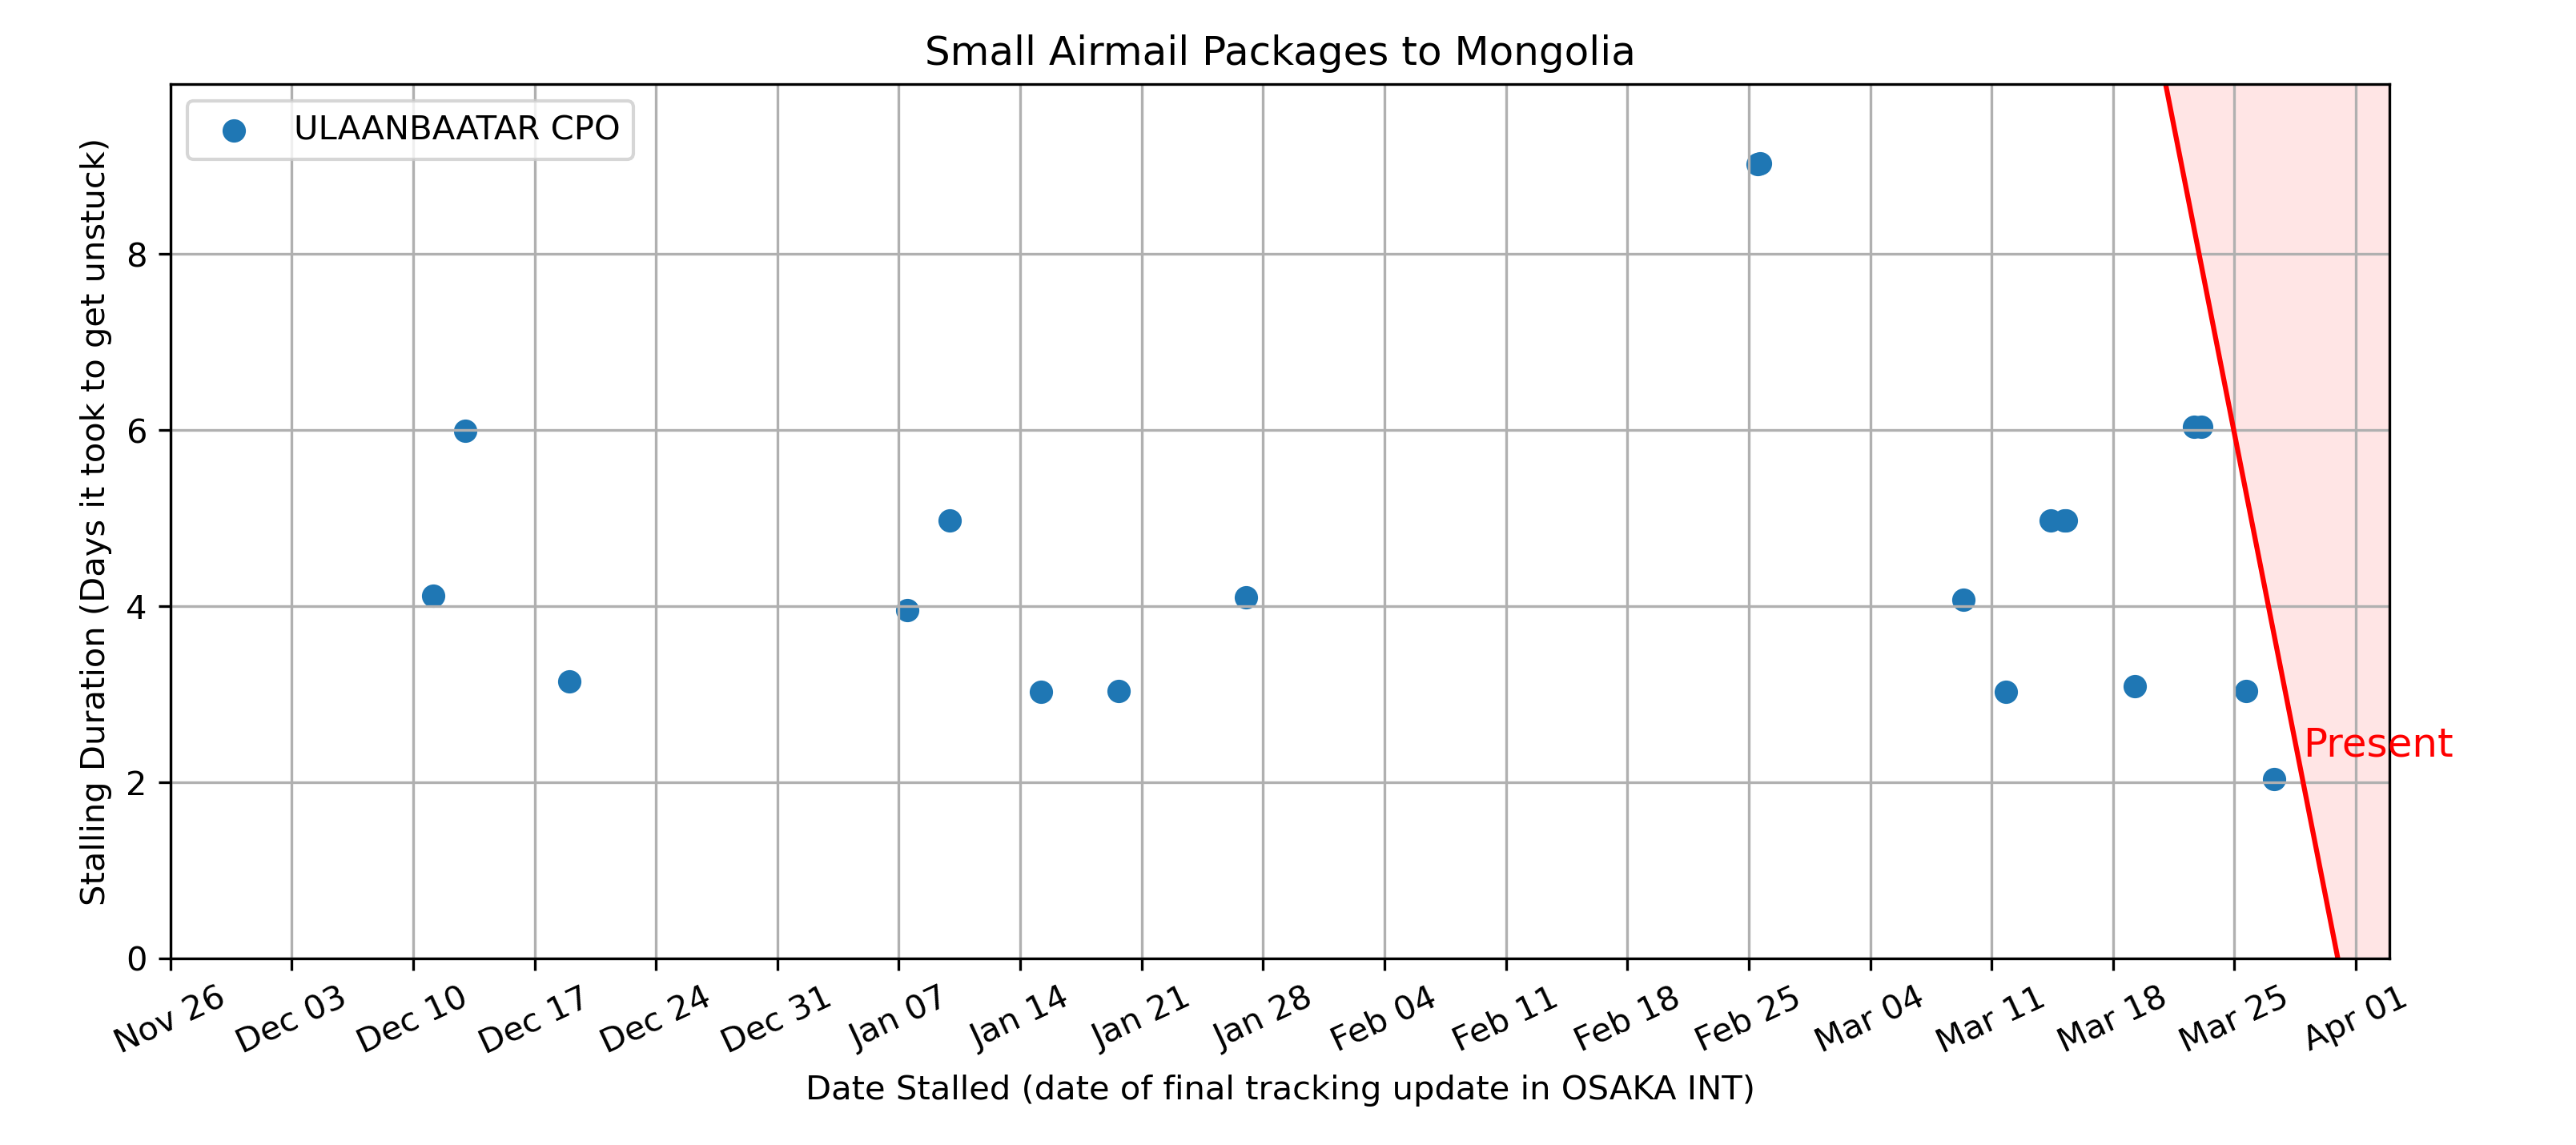 Small Airmail Packages to Mongolia
ULAANBAATAR CPO
Stalling Duration (Days it took to get unstuck)
8
6
4
2
0
Present
Nov 26
Dec 03
Dec 10
Dec 17
Dec 24
Dec 31
Jan 07
Jan 14
Jan 21
Jan 28
Feb 04
Feb 11
Feb 18
Feb 25
Mar 04
Mar 11
Mar 18
Mar 25
Apr 01
Date Stalled (date of final tracking update in OSAKA INT)